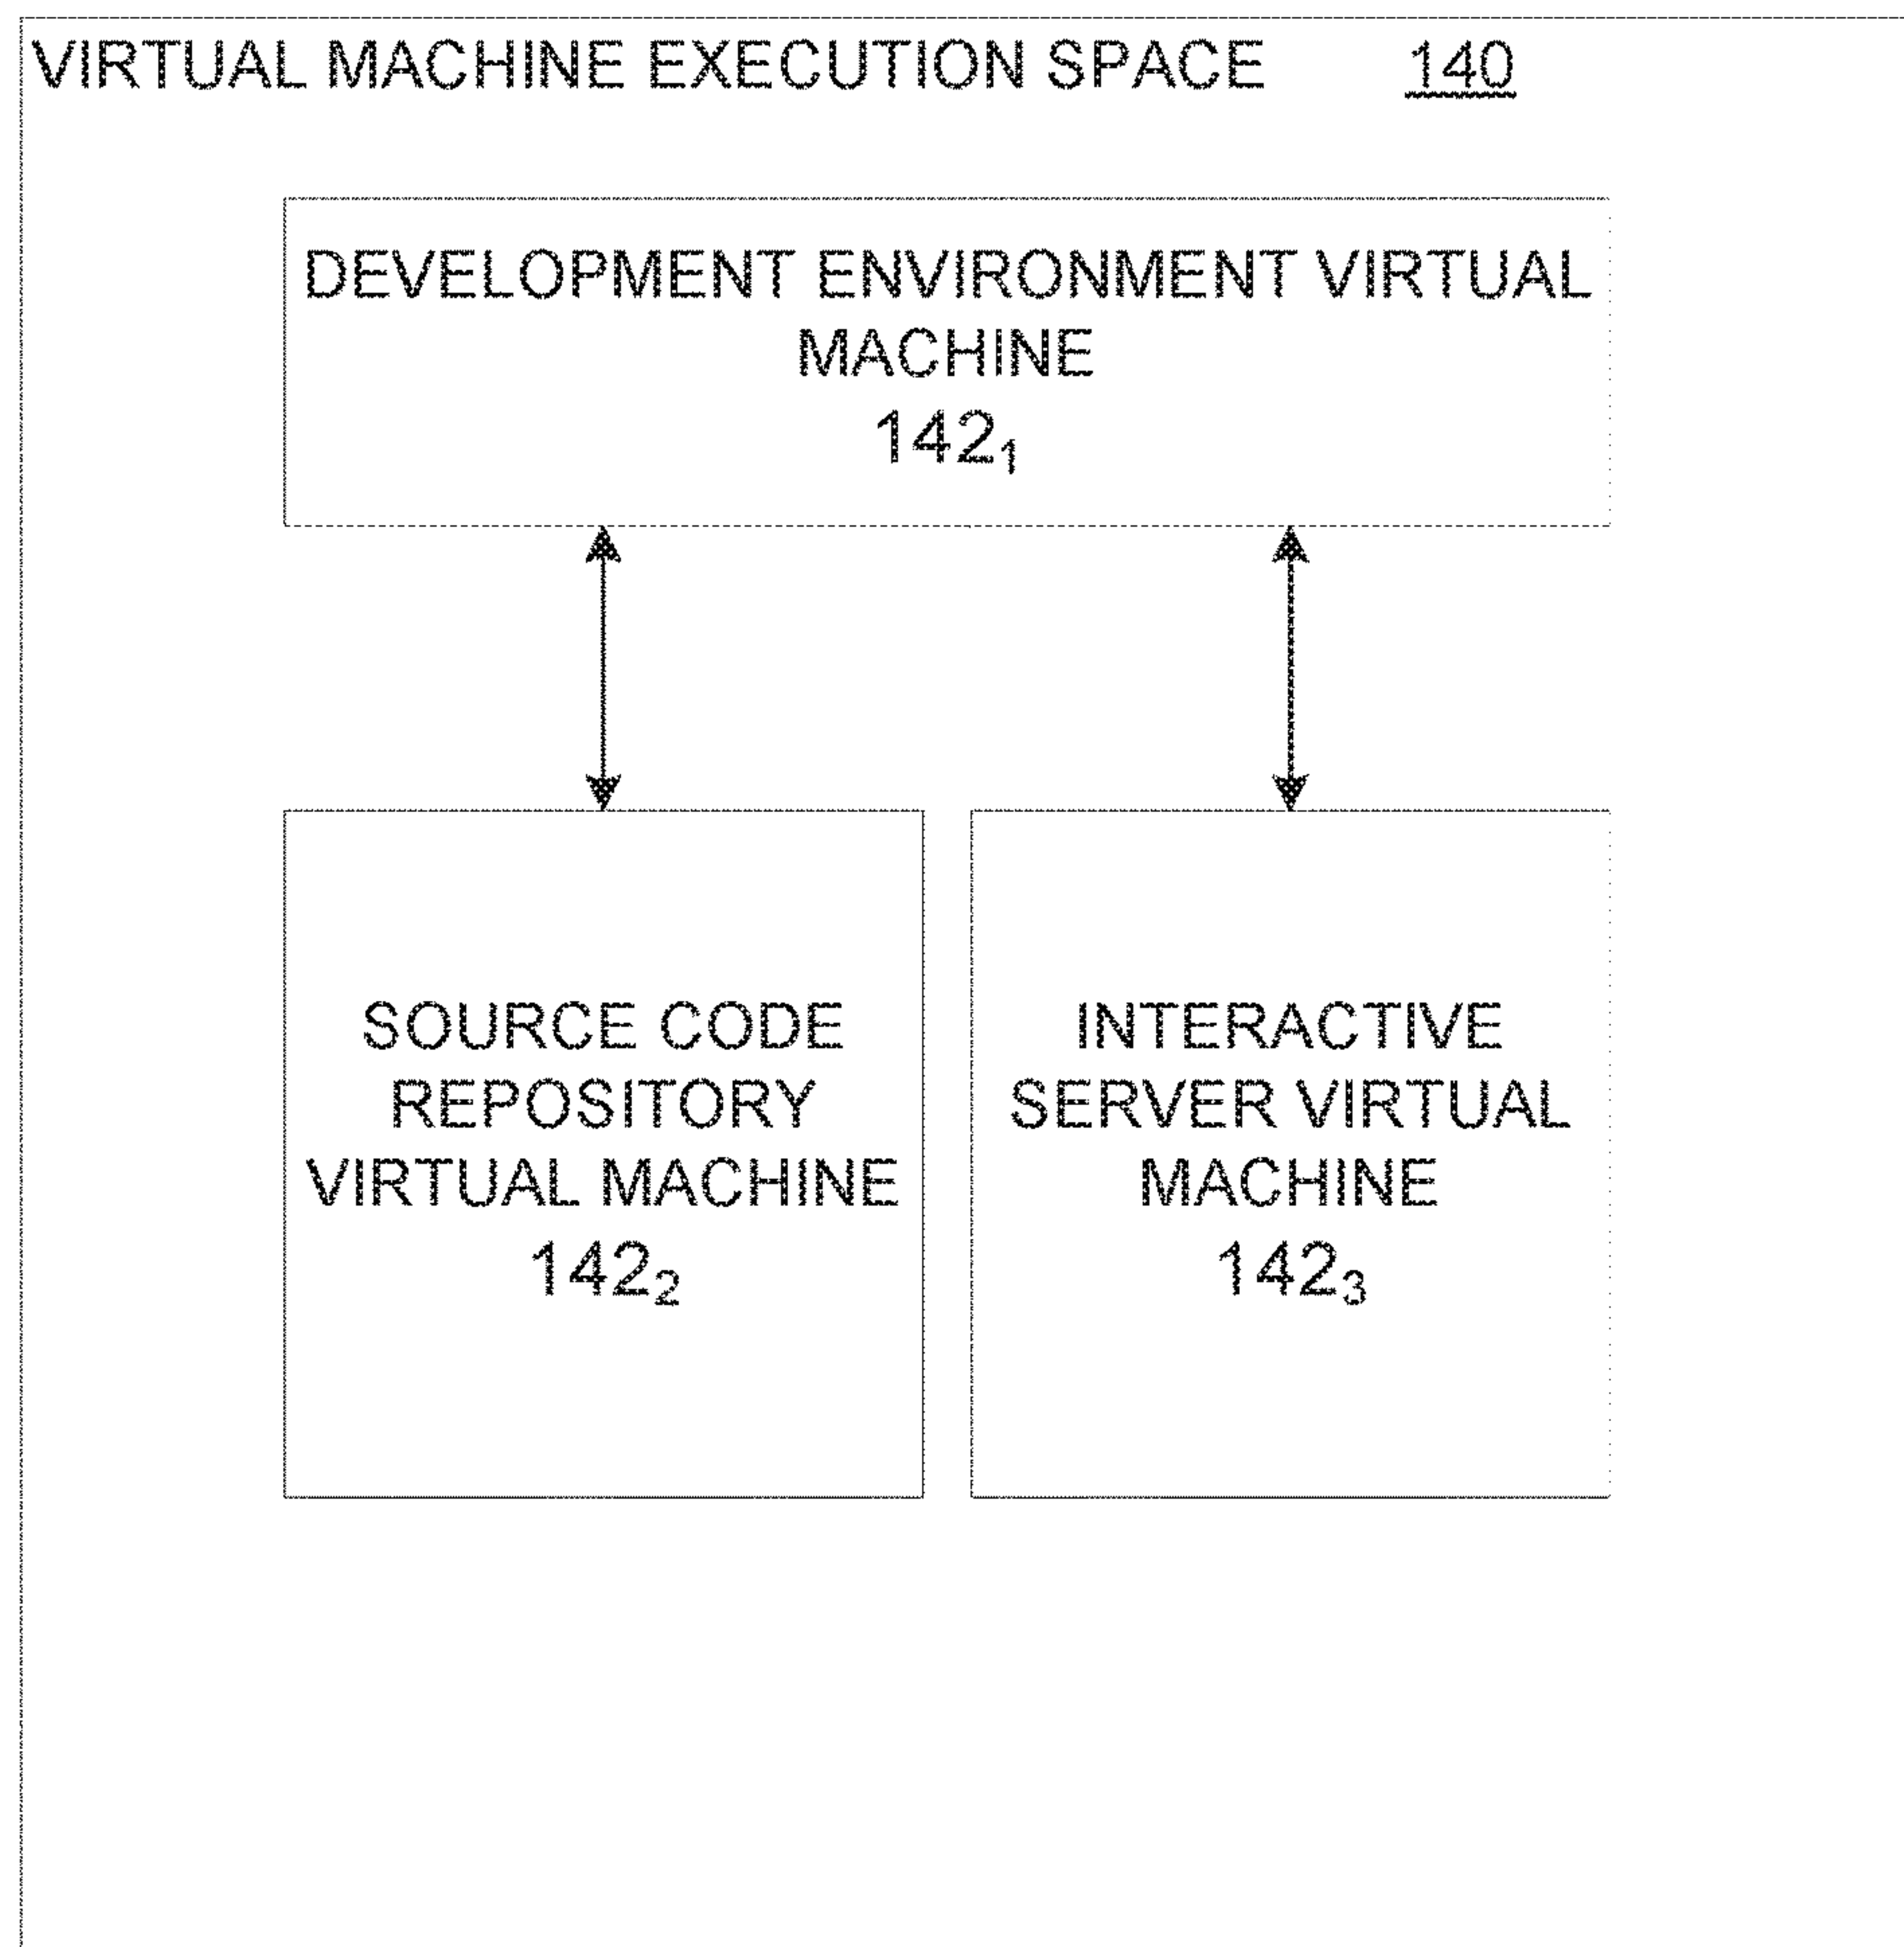 VIRTUAL MACHINE EXECUTION SPACE 140
DEVELOPMENT ENVIRONMENT VIRTUAL
MACHINE
142₁
SOURCE CODE
REPOSITORY
VIRTUAL MACHINE
142₂
INTERACTIVE
SERVER VIRTUAL
MACHINE
142₃